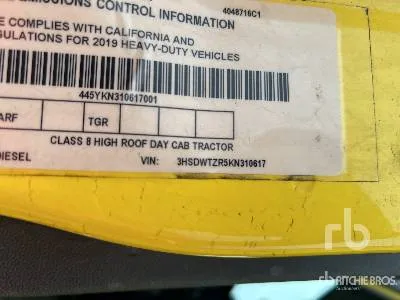 EMISSIONS CONTROL INFORMATION 4048716C1
E COMPLIES WITH CALIFORNIA AND
GULATIONS FOR 2019 HEAVY-DUTY VEHICLES
445YKN310617001
ARF TGR
CLASS 8 HIGH ROOF DAY CAB TRACTOR
DIESEL VIN: 3HSDWTZR5KN310617
rb
RITCHIE BROS.